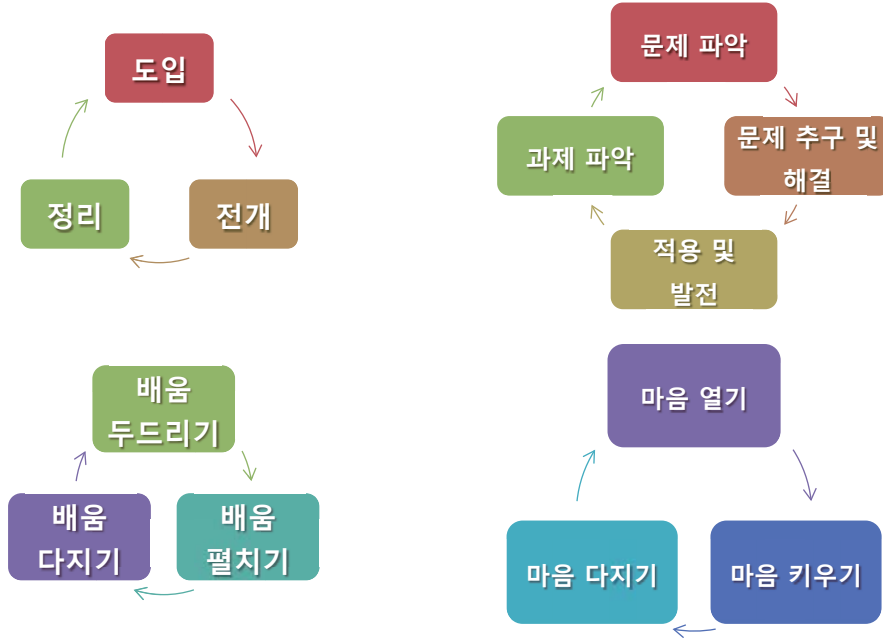 도입
전개
정리
문제 파악
문제 추구 및
해결
적용 및
발전
과제 파악
배움
두드리기
배움
펼치기
배움
다지기
마음 열기
마음 키우기
마음 다지기